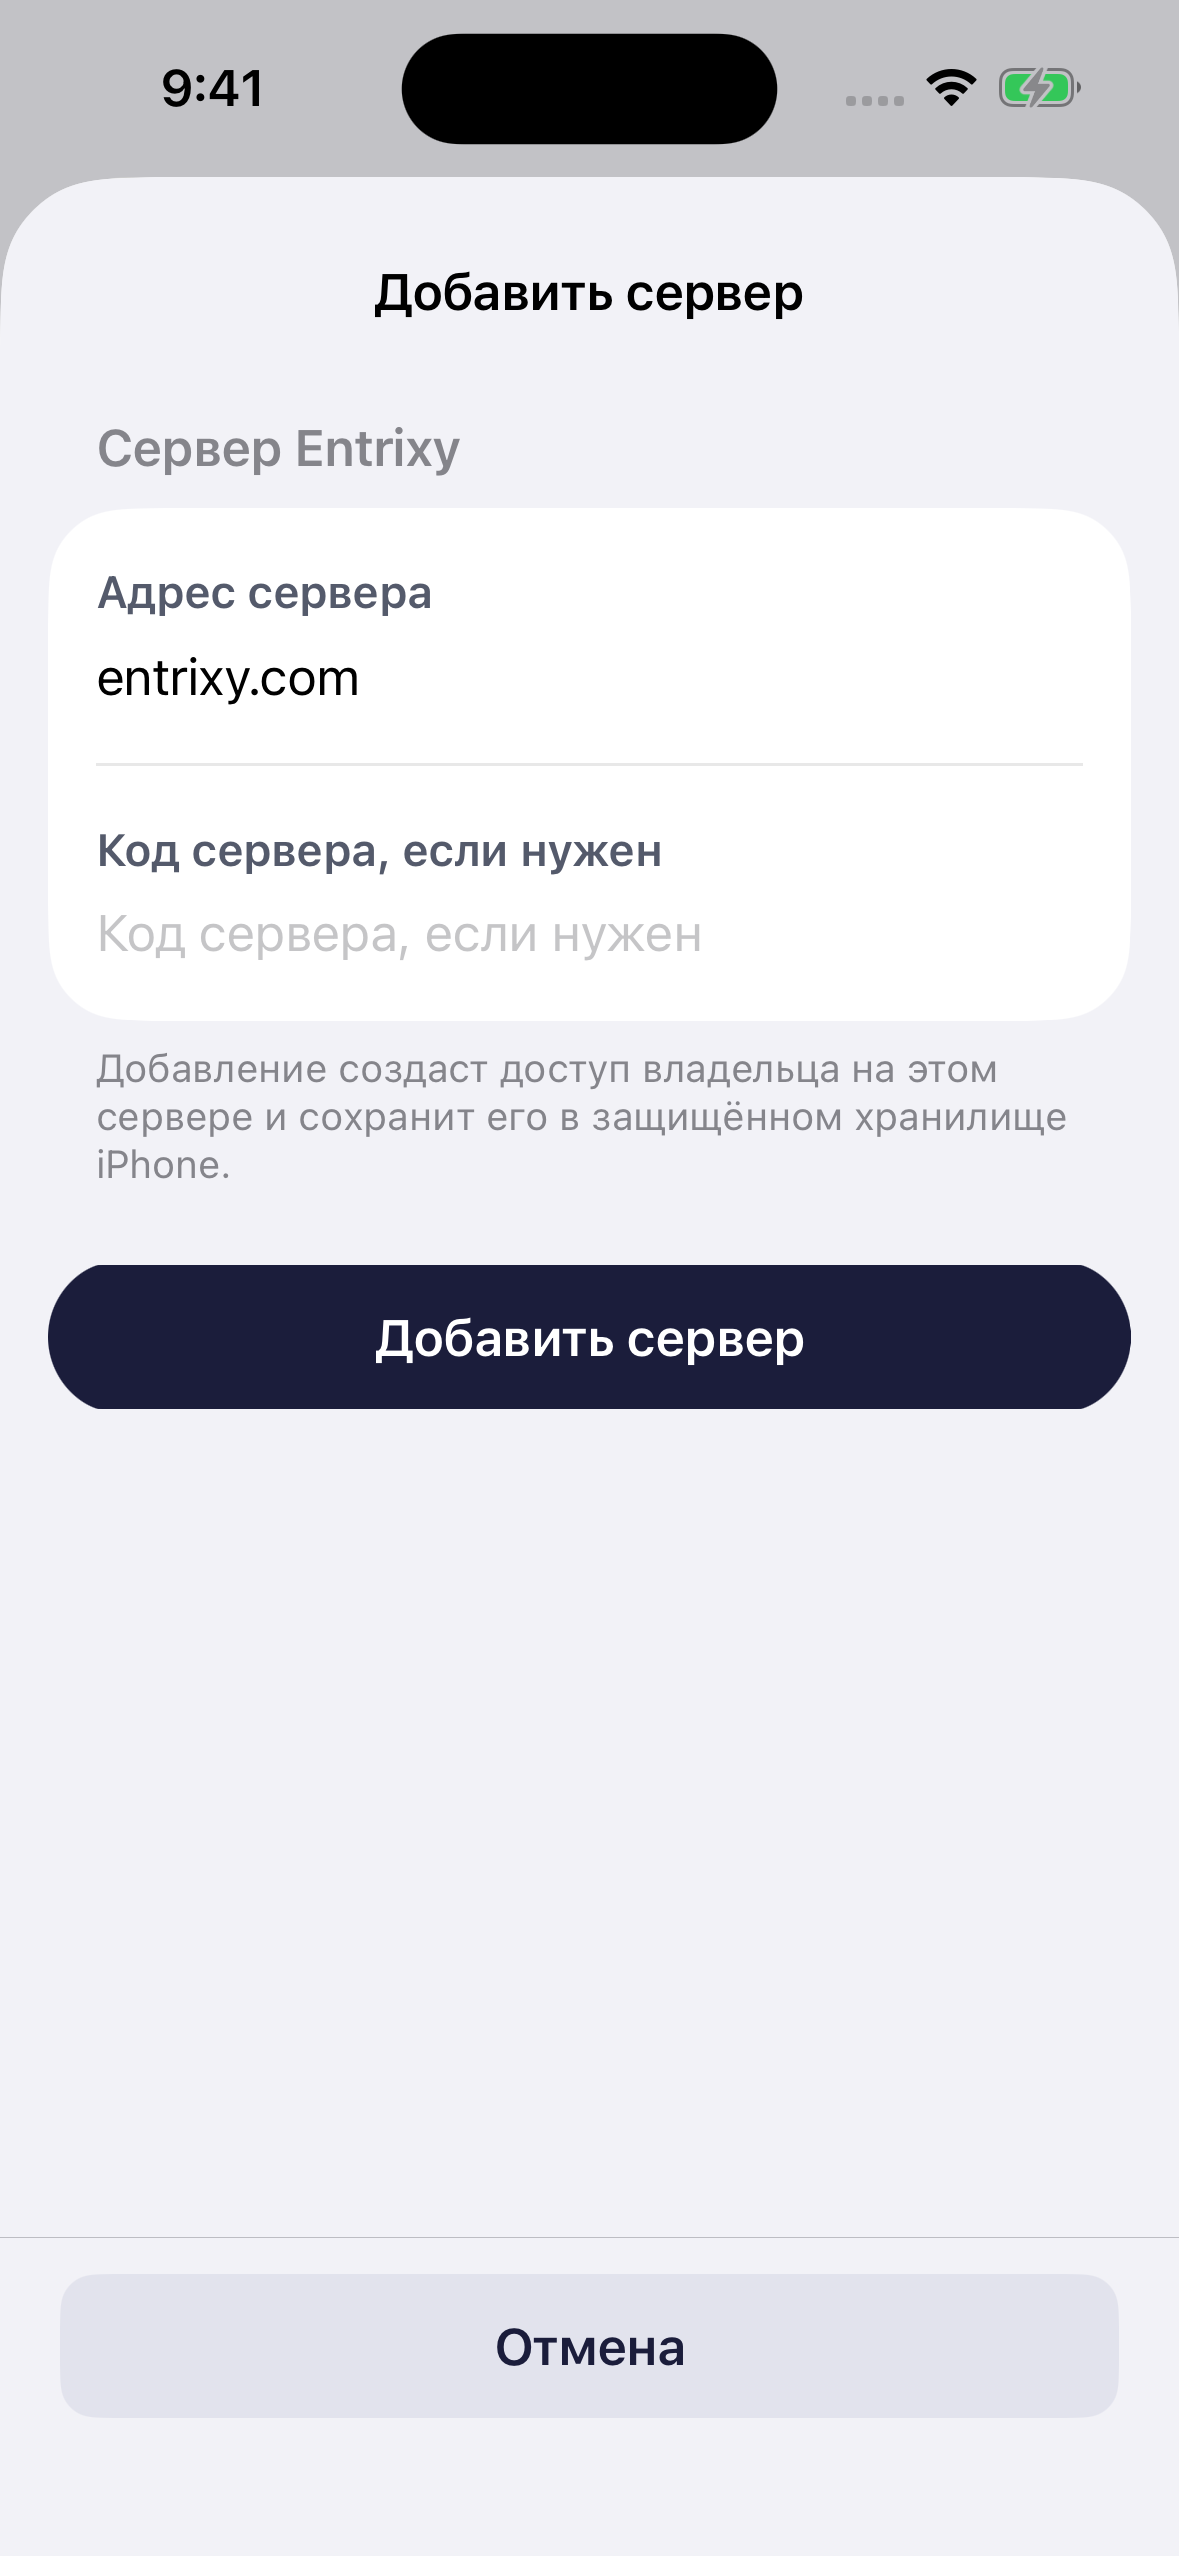 9:41
Добавить сервер
Сервер Entrixy
Адрес сервера
entrixy.com
Код сервера, если нужен
Код сервера, если нужен
Добавление создаст доступ владельца на этом
сервере и сохранит его в защищённом хранилище
iPhone.
Добавить сервер
Отмена